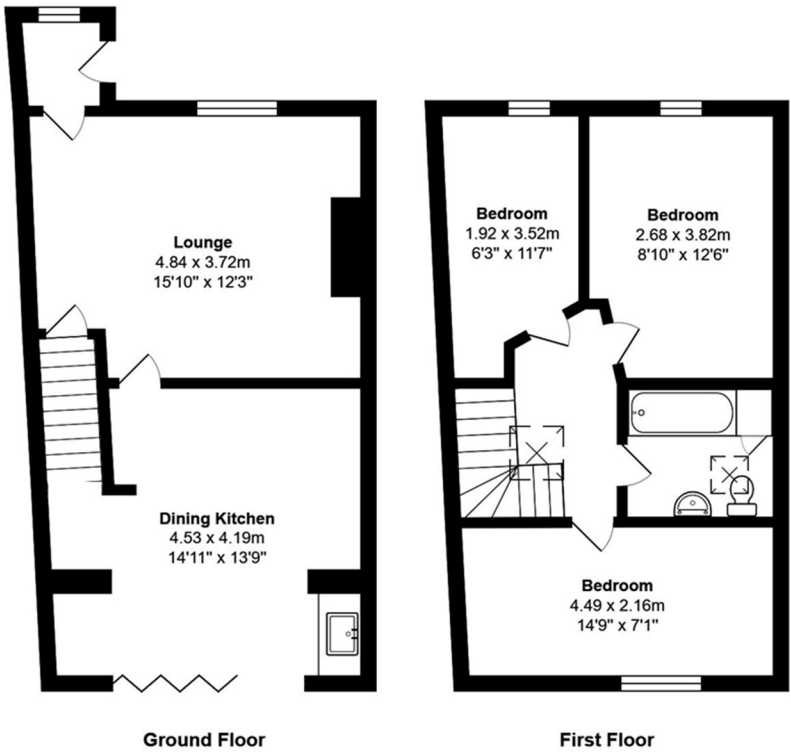 Lounge
4.84 x 3.72m
15'10" x 12'3"
Dining Kitchen
4.53 x 4.19m
14'11" x 13'9"
Ground Floor
Bedroom
1.92 x 3.52m
6'3" x 11'7"
Bedroom
2.68 x 3.82m
8'10" x 12'6"
Bedroom
4.49 x 2.16m
14'9" x 7'1"
First Floor